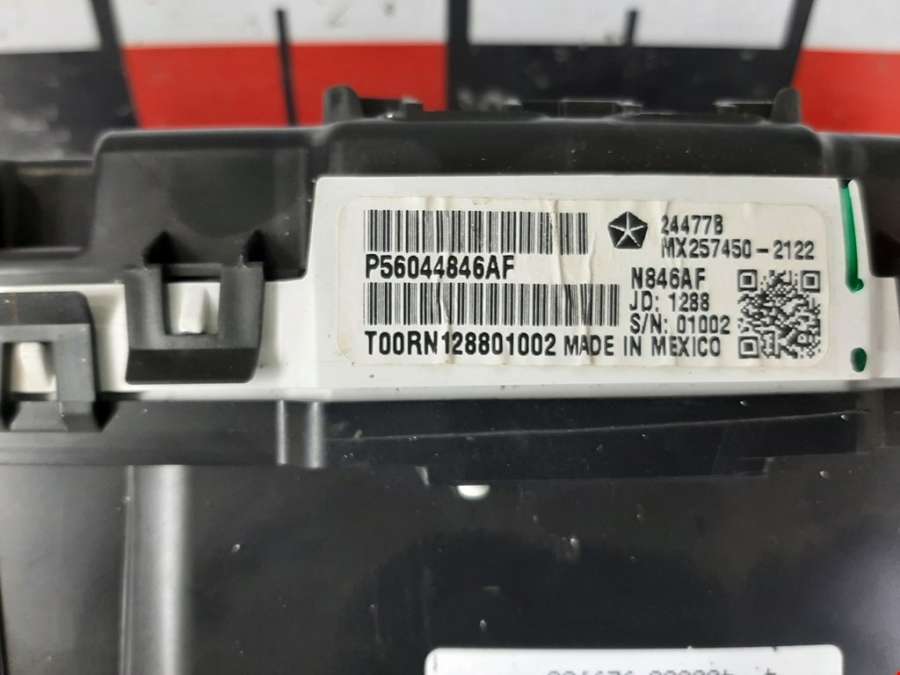 24477B
MX257450-2122
P56044846AF
N846AF
JD: 1288
S/N: 01002
T00RN128801002 MADE IN MEXICO